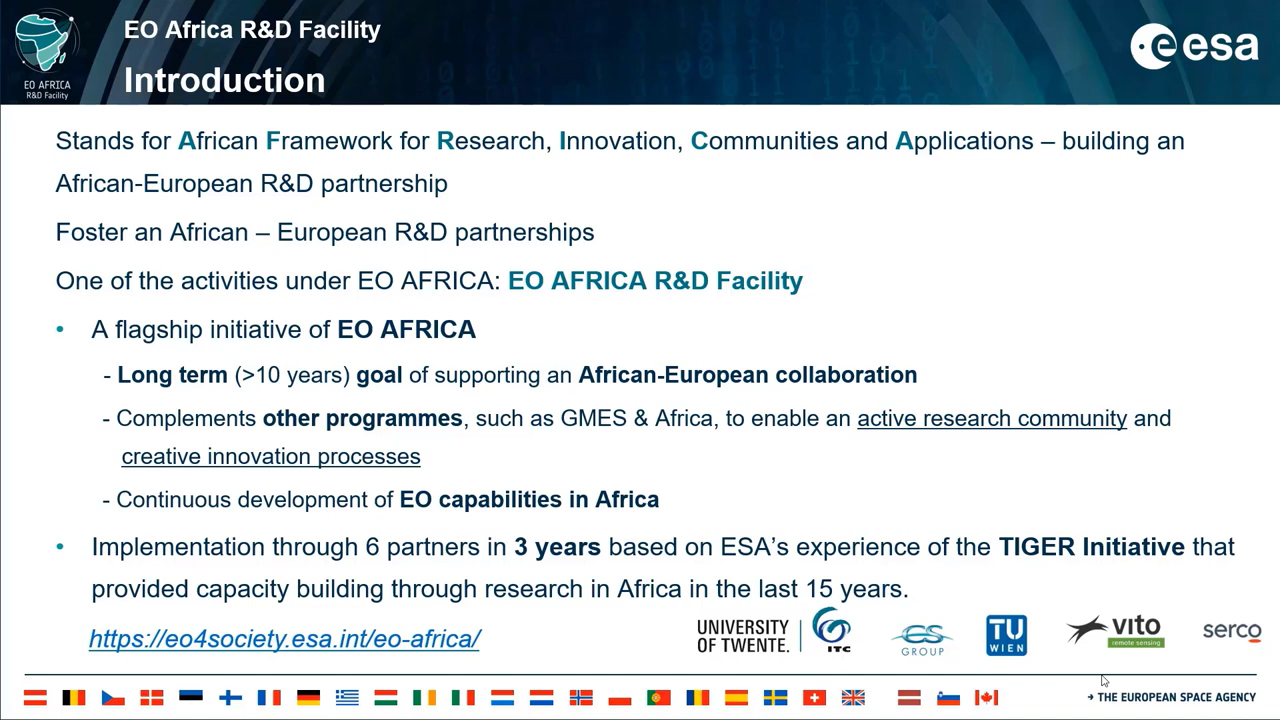 EO Africa R&D Facility
Introduction
EO AFRICA
R&D Facility
esa
Stands for African Framework for Research, Innovation, Communities and Applications – building an
African-European R&D partnership
Foster an African – European R&D partnerships
One of the activities under EO AFRICA: EO AFRICA R&D Facility
• A flagship initiative of EO AFRICA
- Long term (>10 years) goal of supporting an African-European collaboration
- Complements other programmes, such as GMES & Africa, to enable an active research community and
creative innovation processes
- Continuous development of EO capabilities in Africa
• Implementation through 6 partners in 3 years based on ESA’s experience of the TIGER Initiative that
provided capacity building through research in Africa in the last 15 years.
https://eo4society.esa.int/eo-africa/
UNIVERSITY
OF TWENTE.
ITC
CS
GROUP
TU
WIEN
vito
remote sensing
serco
→ THE EUROPEAN SPACE AGENCY